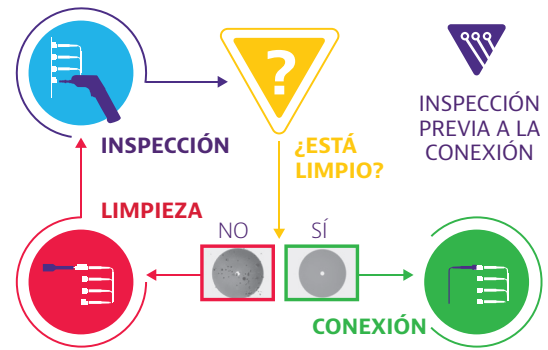 ?
INSPECCIÓN
PREVIA A LA
CONEXIÓN
INSPECCIÓN
¿ESTÁ
LIMPIO?
LIMPIEZA
NO
SÍ
CONEXIÓN